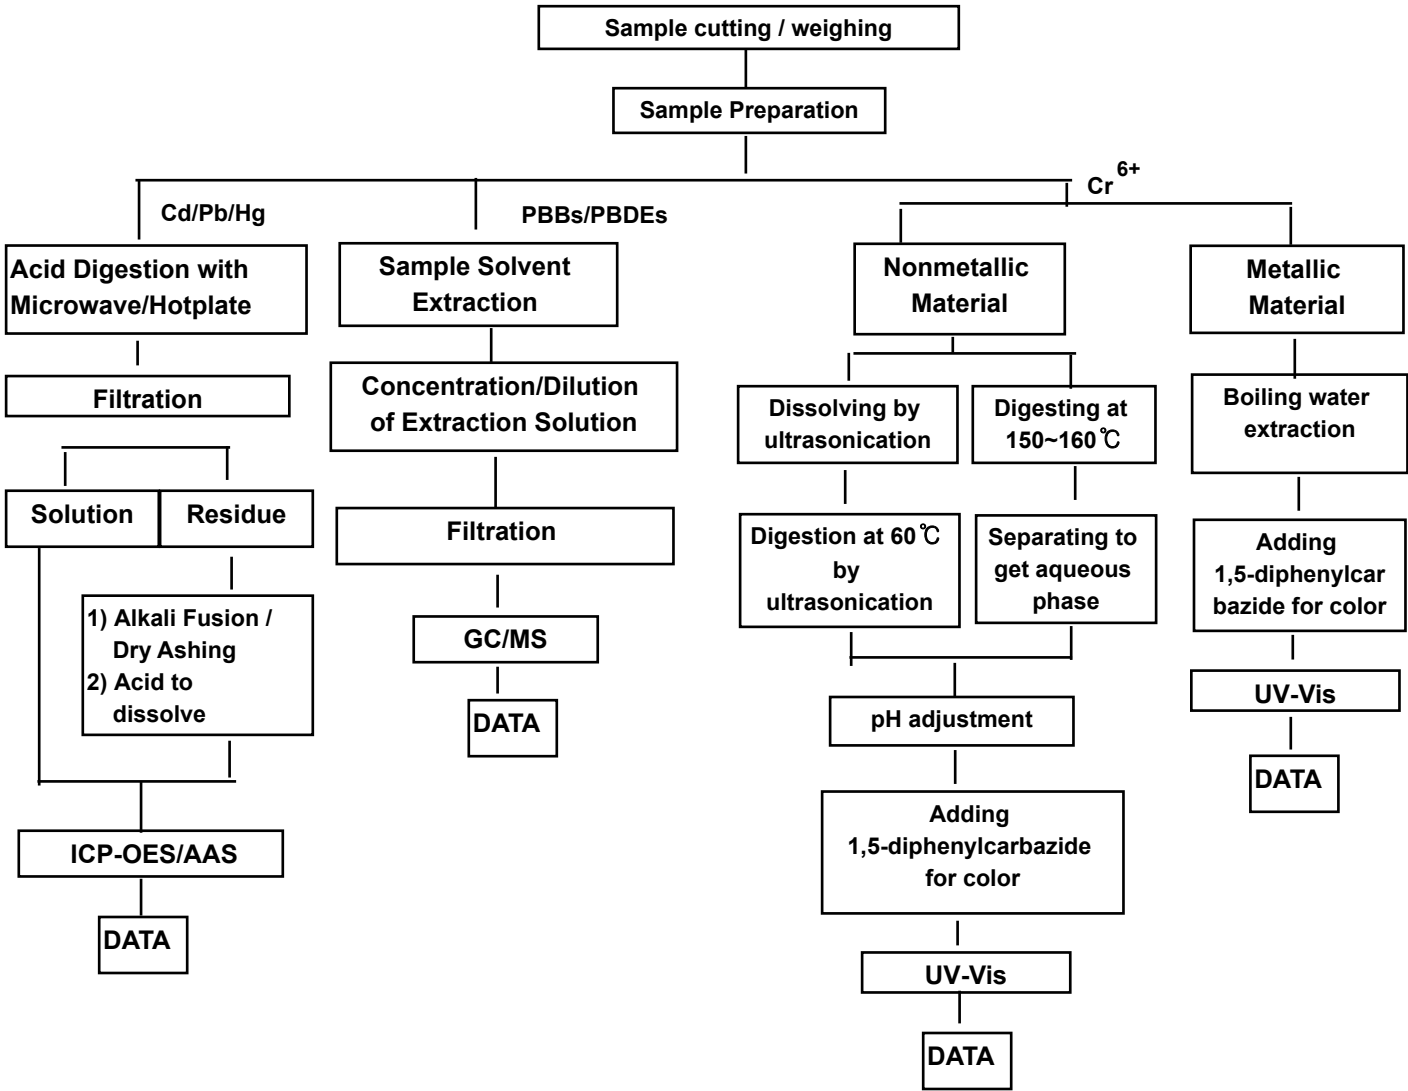 Sample cutting / weighing
Sample Preparation
Cd/Pb/Hg
PBBs/PBDEs
Cr 6+
Acid Digestion with
Microwave/Hotplate
Filtration
Solution
Residue
1) Alkali Fusion /
Dry Ashing
2) Acid to
dissolve
ICP-OES/AAS
DATA
Sample Solvent
Extraction
Concentration/Dilution
of Extraction Solution
Filtration
GC/MS
DATA
Nonmetallic
Material
Dissolving by
ultrasonication
Digestion at 60℃
by
ultrasonication
Digesting at
150~160℃
Separating to
get aqueous
phase
pH adjustment
Adding
1,5-diphenylcarbazide
for color
UV-Vis
DATA
Metallic
Material
Boiling water
extraction
Adding
1,5-diphenylcar
bazide for color
UV-Vis
DATA